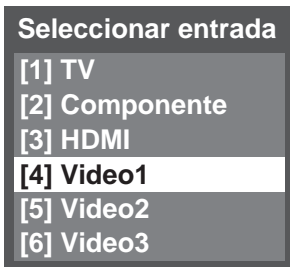 Seleccionar entrada
[1] TV
[2] Componente
[3] HDMI
[4] Video1
[5] Video2
[6] Video3